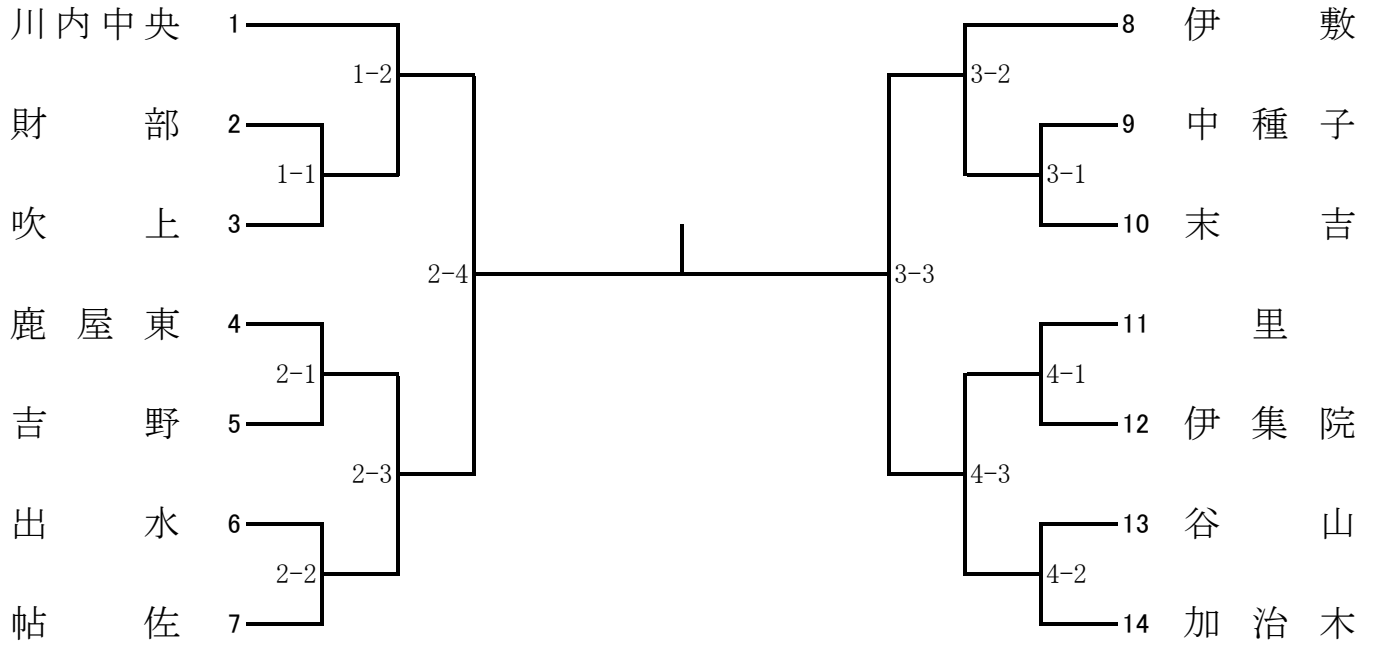 川内中央 1
1-2
財部 2
1-1
吹上 3
2-4
鹿屋東 4
2-1
吉野 5
2-3
出水 6
2-2
帖佐 7
8 伊敷
3-2
9 中種子
3-1
10 末吉
3-3
11 里
4-1
12 伊集院
4-3
13 谷山
4-2
14 加治木